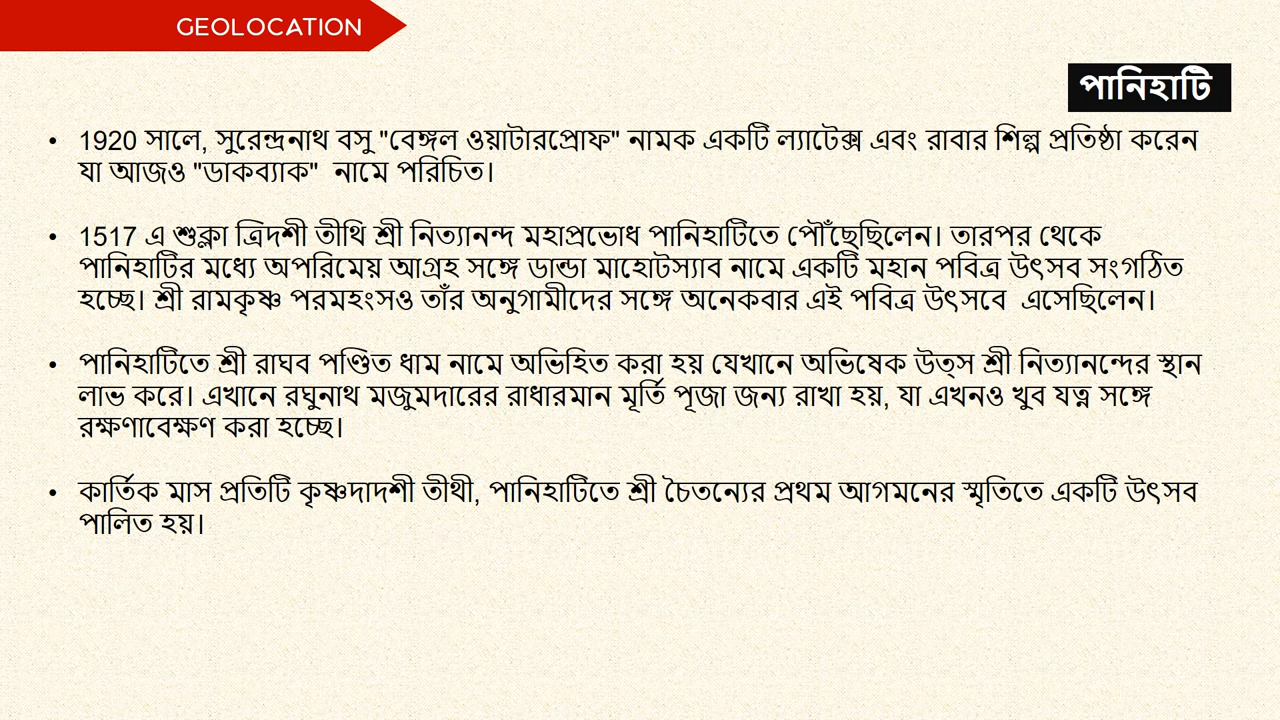 GEOLOCATION
পানিহাটি
• 1920 সালে, সুরেন্দ্রনাথ বসু "বেঙ্গল ওয়াটারপ্রোফ" নামক একটি ল্যাটেক্স এবং রাবার শিল্প প্রতিষ্ঠা করেন
যা আজও "ডাকব্যাক" নামে পরিচিত।
• 1517 এ শুক্লা ত্রিদশী তীথি শ্রী নিত্যানন্দ মহাপ্রভোধ পানিহাটিতে পৌঁছেছিলেন। তারপর থেকে
পানিহাটির মধ্যে অপরিমেয় আগ্রহ সঙ্গে ডান্ডা মাহোটস্যাব নামে একটি মহান পবিত্র উৎসব সংগঠিত
হচ্ছে। শ্রী রামকৃষ্ণ পরমহংসও তাঁর অনুগামীদের সঙ্গে অনেকবার এই পবিত্র উৎসবে এসেছিলেন।
• পানিহাটিতে শ্রী রাঘব পণ্ডিত ধাম নামে অভিহিত করা হয় যেখানে অভিষেক উত্স শ্রী নিত্যানন্দের স্থান
লাভ করে। এখানে রঘুনাথ মজুমদারের রাধারমান মূর্তি পূজা জন্য রাখা হয়, যা এখনও খুব যত্ন সঙ্গে
রক্ষণাবেক্ষণ করা হচ্ছে।
• কার্তিক মাস প্রতিটি কৃষ্ণদাদশী তীথী, পানিহাটিতে শ্রী চৈতন্যের প্রথম আগমনের স্মৃতিতে একটি উৎসব
পালিত হয়।